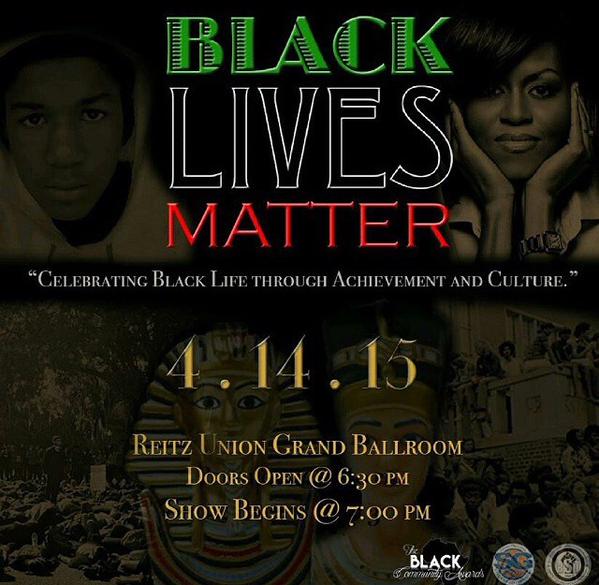 BLACK
LIVES
MATTER
“CELEBRATING BLACK LIFE THROUGH ACHIEVEMENT AND CULTURE.”
4.14.15
REITZ UNION GRAND BALLROOM
DOORS OPEN @ 6:30 PM
SHOW BEGINS @ 7:00 PM
The
BLACK
Community Awards